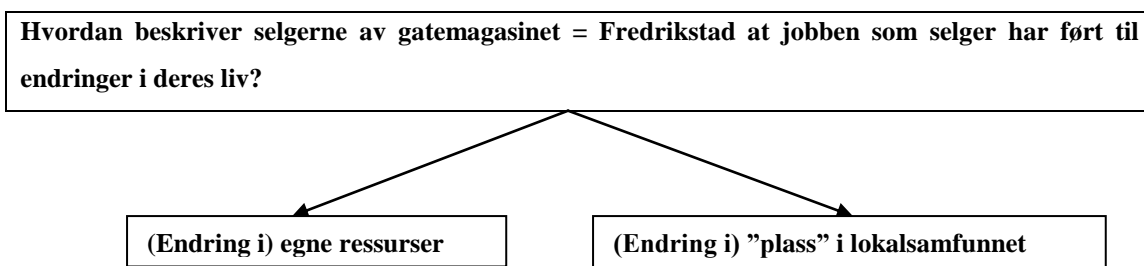 Hvordan beskriver selgerne av gatemagasinet = Fredrikstad at jobben som selger har ført til
endringer i deres liv?
(Endring i) egne ressurser
(Endring i) ”plass” i lokalsamfunnet